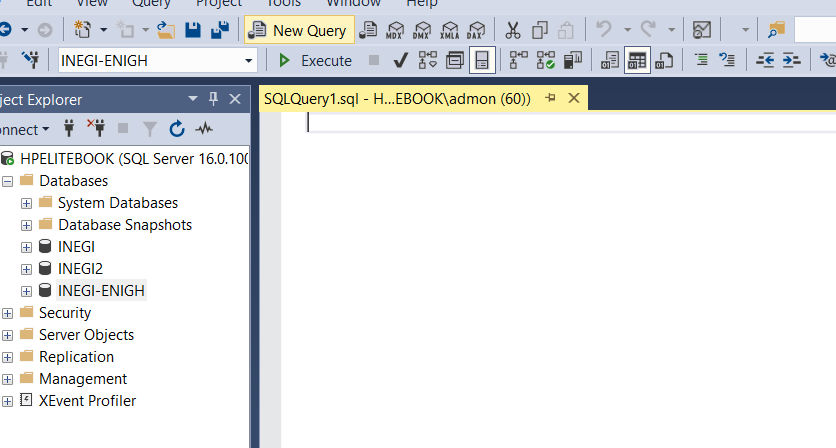 Edit View Query Project Tools Window Help
New Query MDX DMX XMLA DAX
INEGI-ENIGH Execute
ject Explorer
SQLQuery1.sql - H...EBOOK\admon (60))
nnect
HPELITEBOOK (SQL Server 16.0.100
Databases
System Databases
Database Snapshots
INEGI
INEGI2
INEGI-ENIGH
Security
Server Objects
Replication
Management
XEvent Profiler